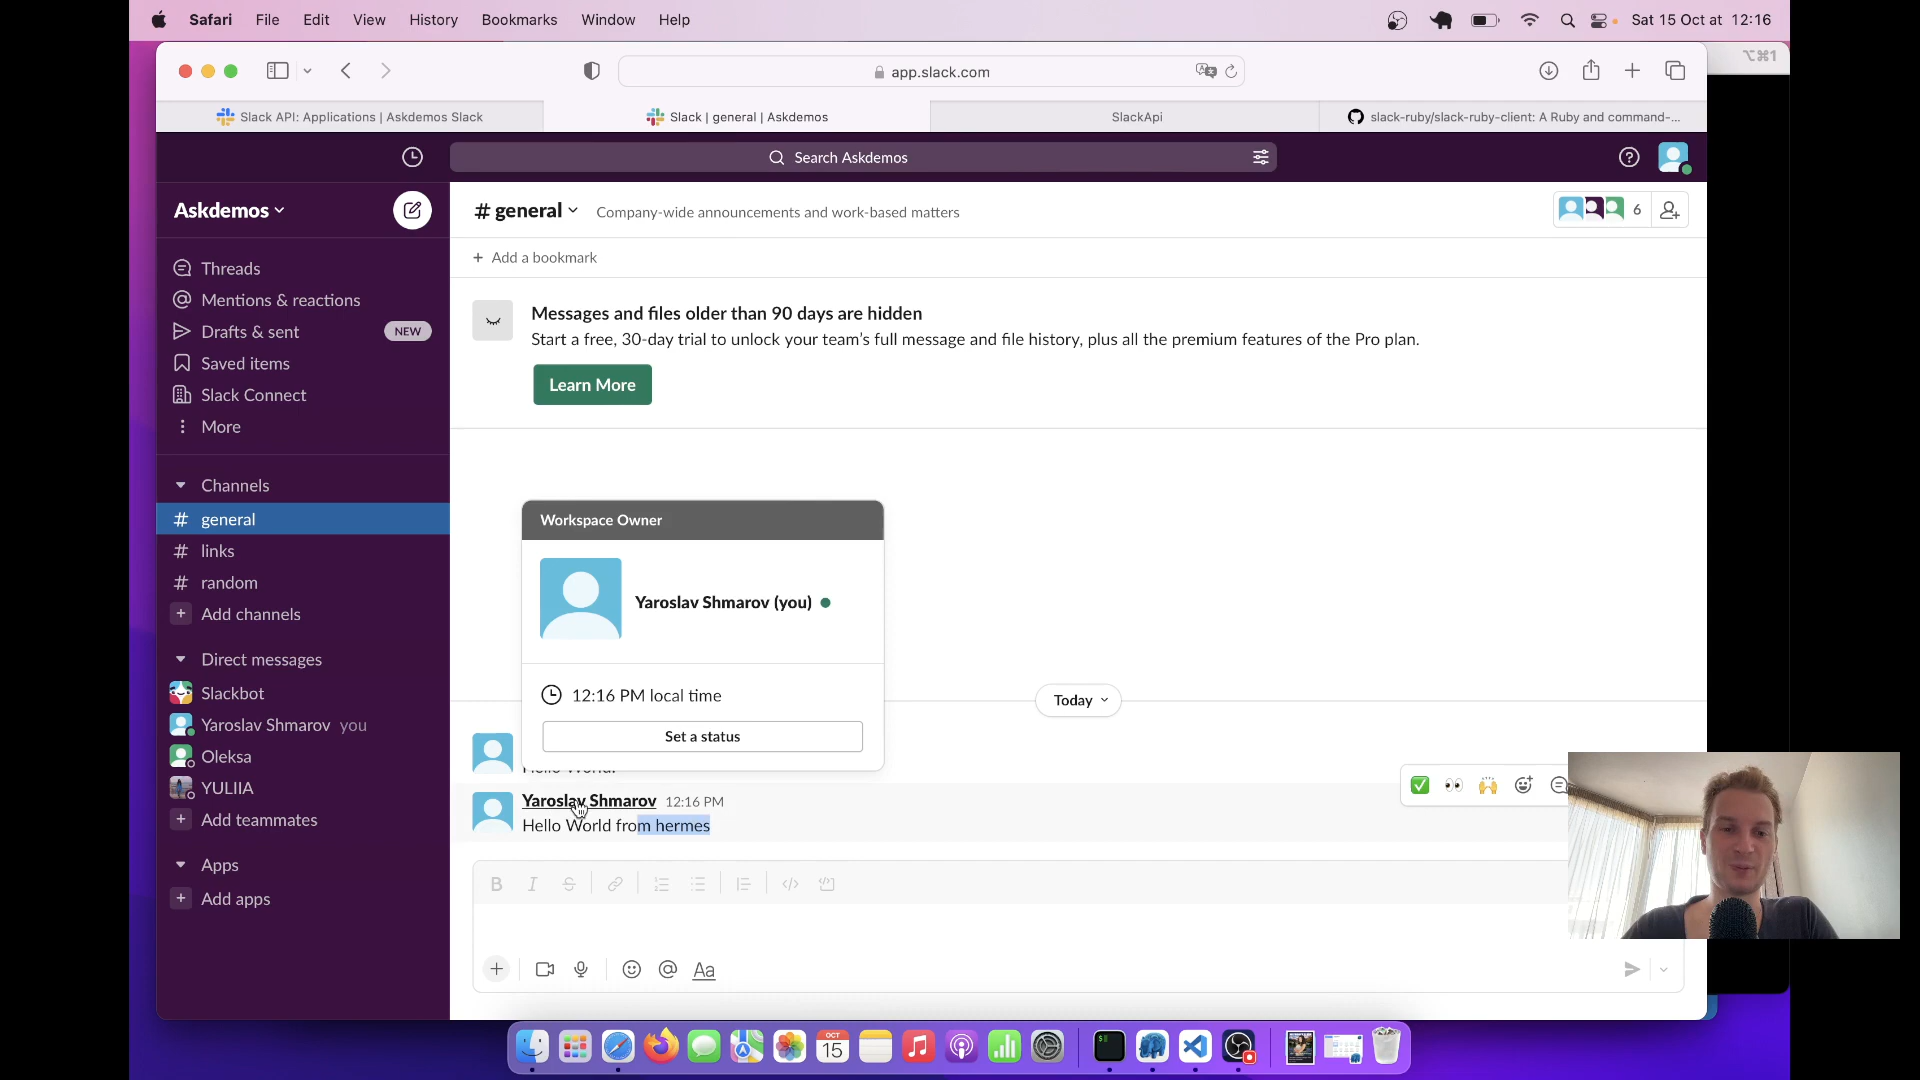 Safari File Edit View History Bookmarks Window Help Sat 15 Oct at 12:16
⌥⌘1
app.slack.com
Slack API: Applications | Askdemos Slack
Slack | general | Askdemos
SlackApi
slack-ruby/slack-ruby-client: A Ruby and command-...
Search Askdemos
Askdemos
# general
Company-wide announcements and work-based matters
6
+ Add a bookmark
Threads
Mentions & reactions
Drafts & sent NEW
Saved items
Slack Connect
More
Channels
# general
# links
# random
+ Add channels
Direct messages
Slackbot
Yaroslav Shmarov you
Oleksa
YULIIA
+ Add teammates
Apps
+ Add apps
Messages and files older than 90 days are hidden
Start a free, 30-day trial to unlock your team's full message and file history, plus all the premium features of the Pro plan.
Learn More
Workspace Owner
Yaroslav Shmarov (you)
12:16 PM local time
Set a status
Today
Yaroslav Shmarov 12:16 PM
Hello World from hermes
B I S
Aa
OCT
15